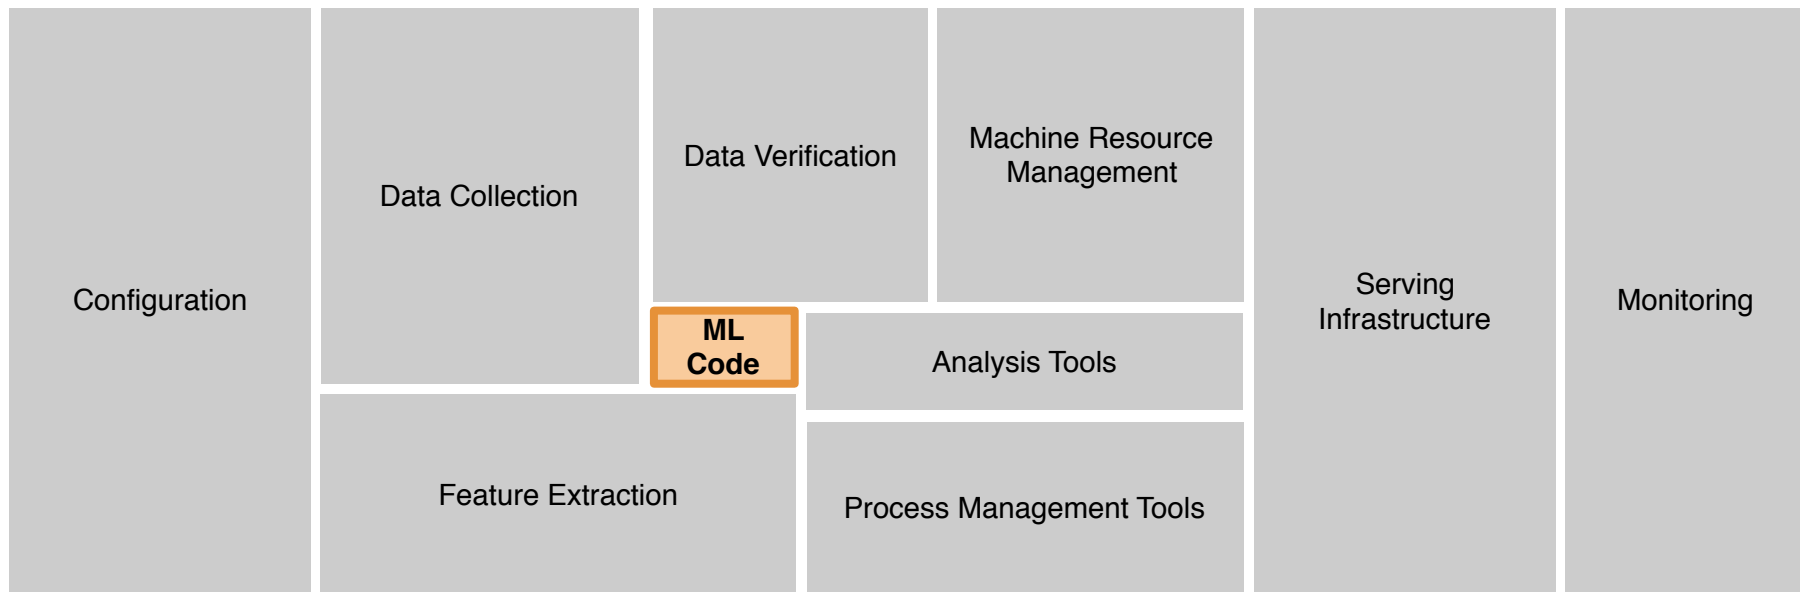 Configuration
Data Collection
Data Verification
Machine Resource
Management
ML
Code
Analysis Tools
Feature Extraction
Process Management Tools
Serving
Infrastructure
Monitoring